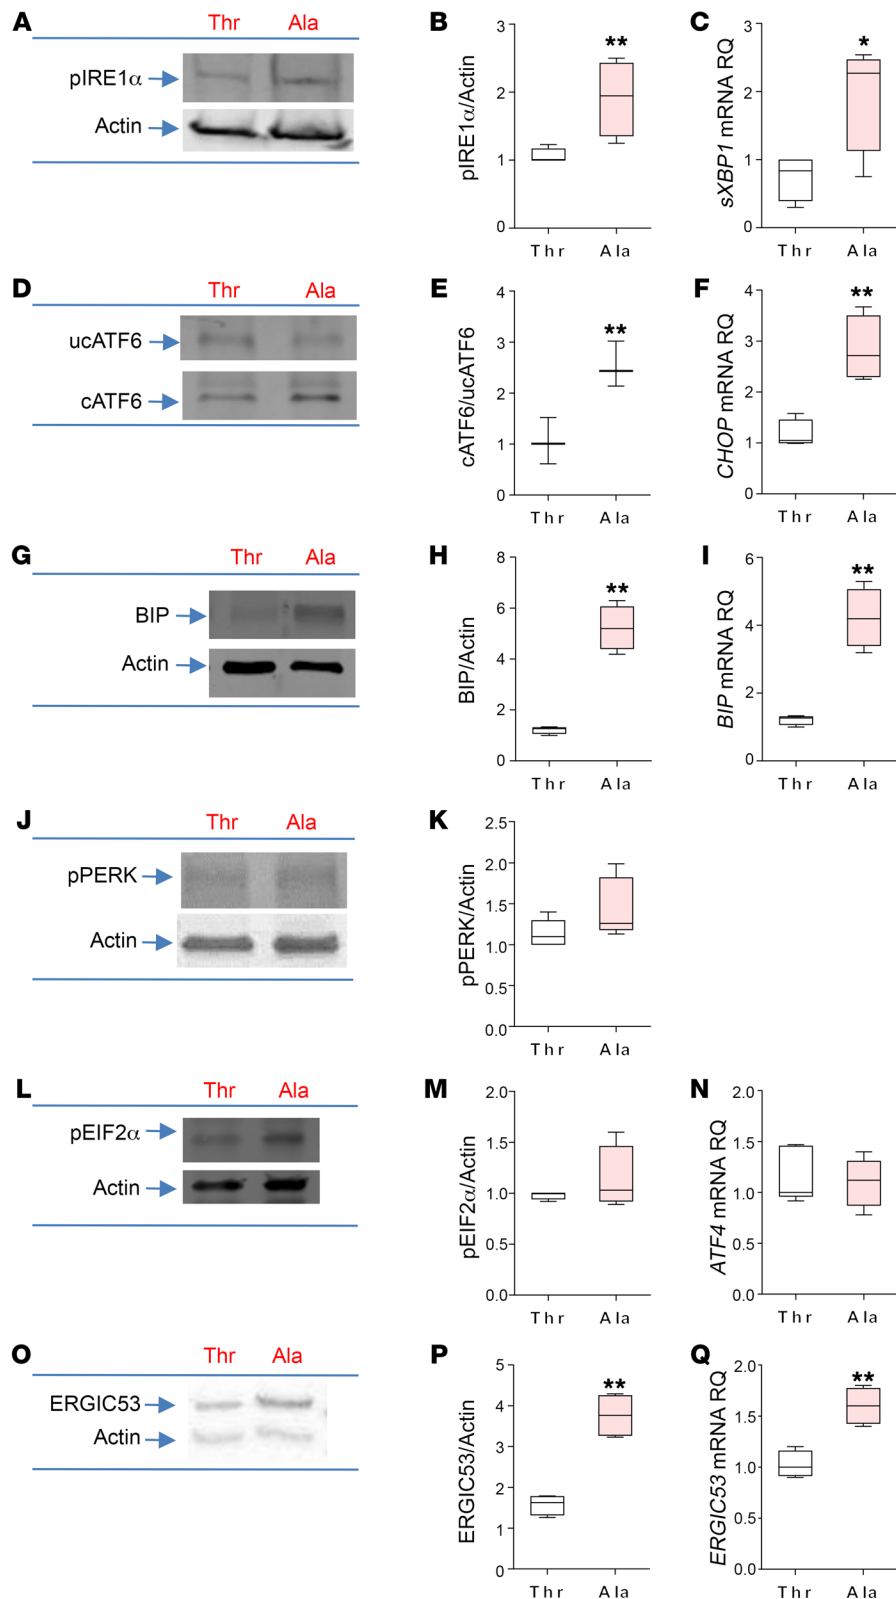 A
Thr Ala
pIRE1α
Actin
B
pIRE1α/Actin
3
2
1
0
**
Thr Ala
C
sXBP1 mRNA RQ
3
2
1
0
*
Thr Ala
D
Thr Ala
ucATF6
cATF6
E
cATF6/ucATF6
4
3
2
1
0
**
Thr Ala
F
CHOP mRNA RQ
4
3
2
1
0
**
Thr Ala
G
Thr Ala
BIP
Actin
H
BIP/Actin
8
6
4
2
0
**
Thr Ala
I
BIP mRNA RQ
6
4
2
0
**
Thr Ala
J
Thr Ala
pPERK
Actin
K
pPERK/Actin
2.5
2.0
1.5
1.0
0.5
0.0
Thr Ala
L
Thr Ala
pEIF2α
Actin
M
pEIF2α/Actin
2.0
1.5
1.0
0.5
0.0
Thr Ala
N
ATF4 mRNA RQ
2.0
1.5
1.0
0.5
0.0
Thr Ala
O
Thr Ala
ERGIC53
Actin
P
ERGIC53/Actin
5
4
3
2
1
0
**
Thr Ala
Q
ERGIC53 mRNA RQ
2.0
1.5
1.0
0.5
0.0
**
Thr Ala